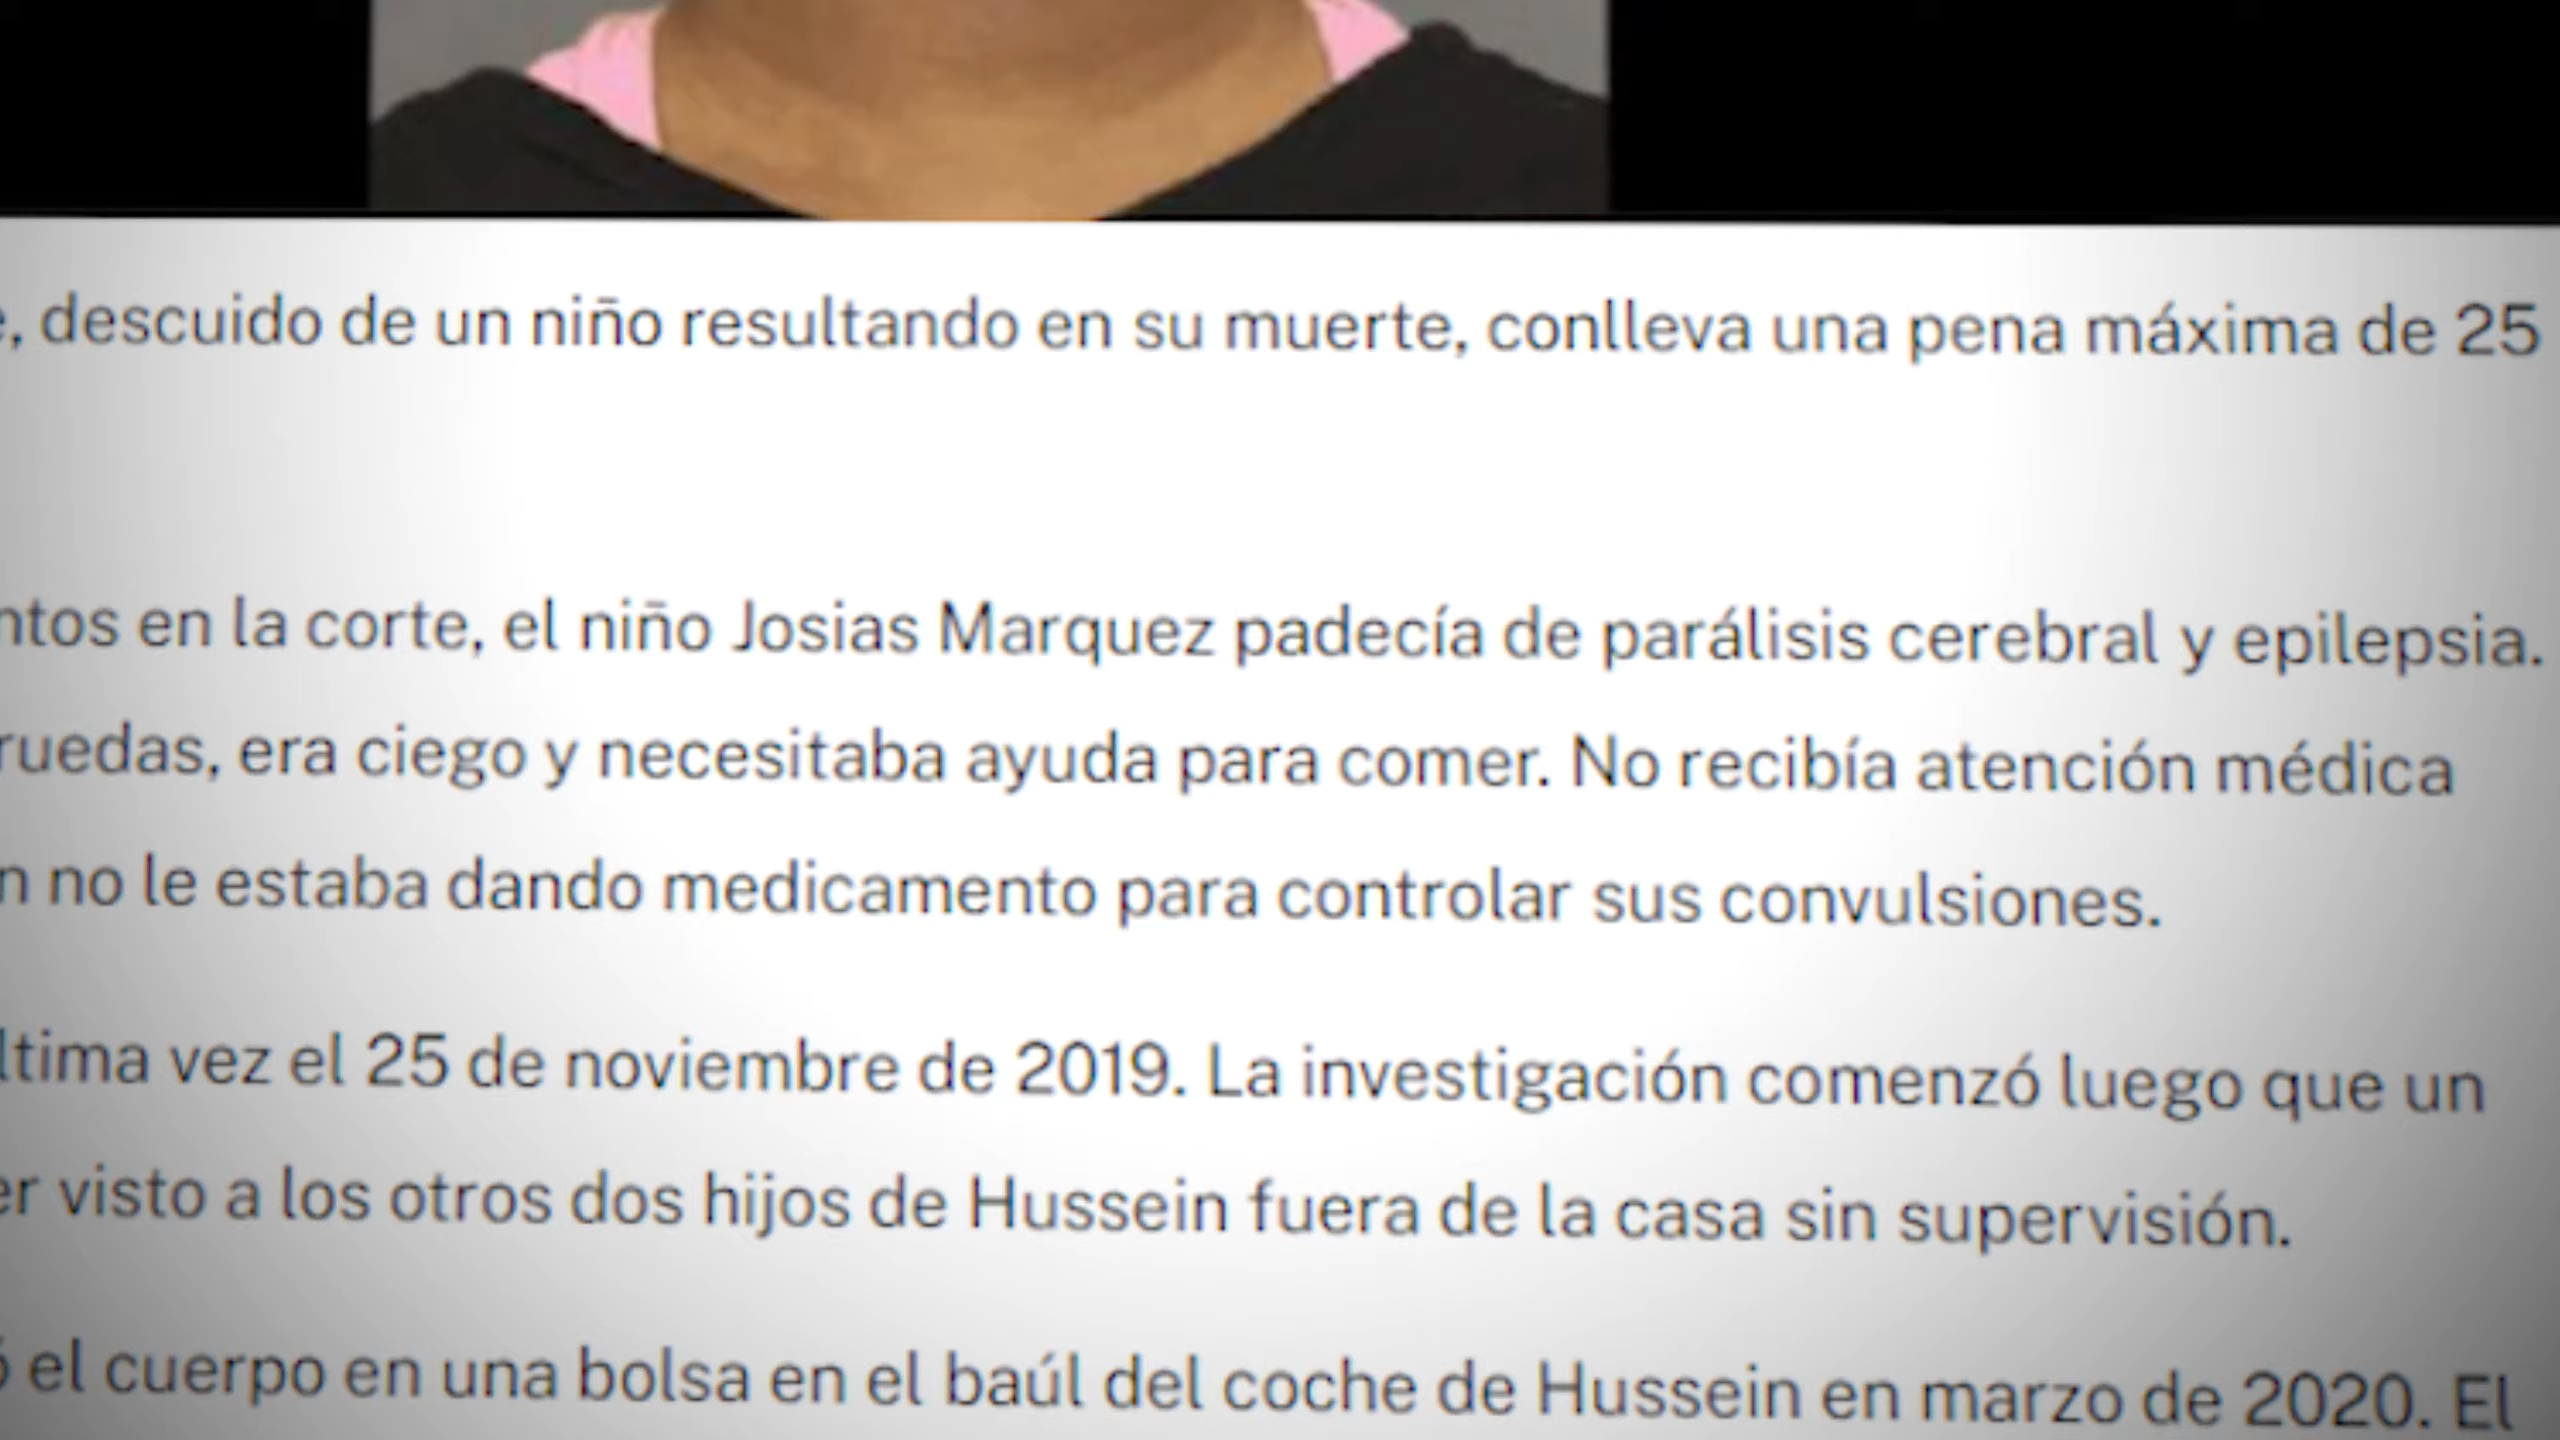 , descuido de un niño resultando en su muerte, conlleva una pena máxima de 25
en la corte, el niño Josias Marquez padecía de parálisis cerebral y epilepsia.
ruedas, era ciego y necesitaba ayuda para comer. No recibía atención médica
no le estaba dando medicamento para controlar sus convulsiones.
ltima vez el 25 de noviembre de 2019. La investigación comenzó luego que un
er visto a los otros dos hijos de Hussein fuera de la casa sin supervisión.
el cuerpo en una bolsa en el baúl del coche de Hussein en marzo de 2020. El